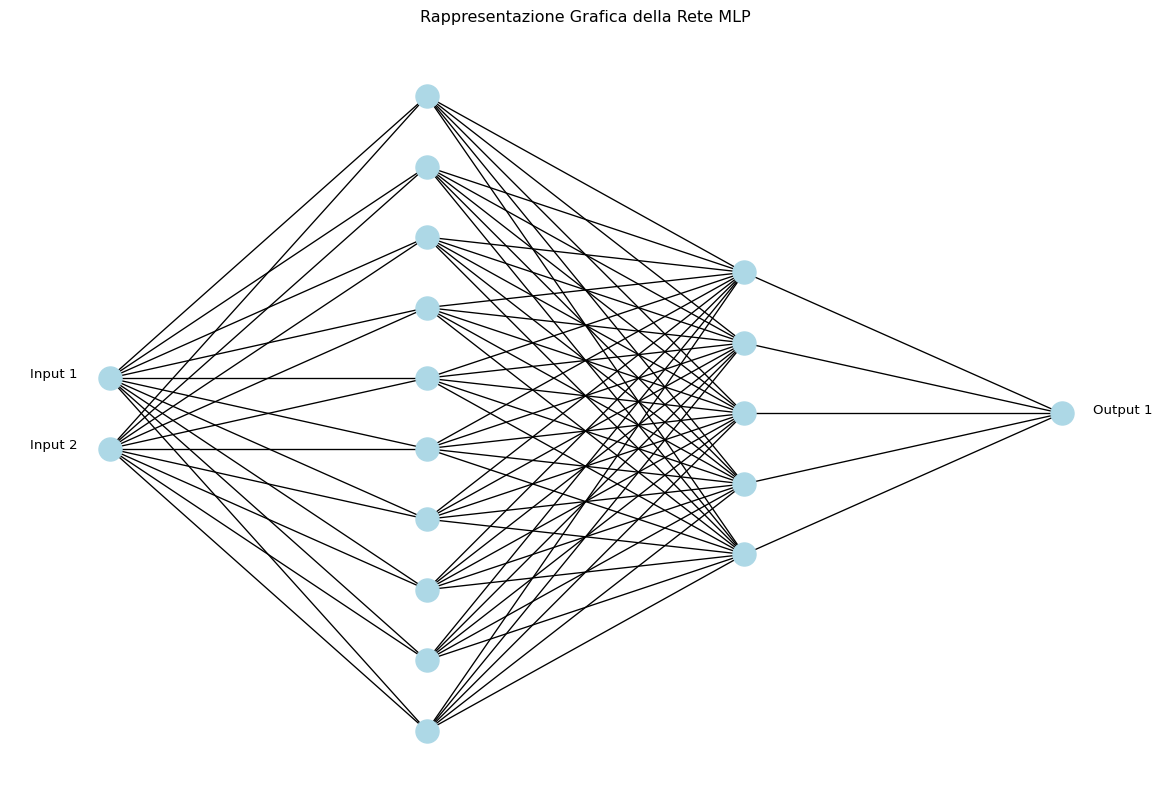 Rappresentazione Grafica della Rete MLP
Input 1
Input 2
Output 1